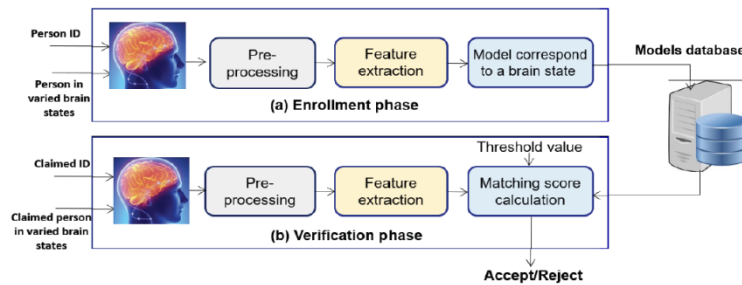 Person ID
Person in
varied brain
states
Pre-
processing
Feature
extraction
Model correspond
to a brain state
Models database
(a) Enrollment phase
Claimed ID
Claimed person
in varied brain
states
Pre-
processing
Feature
extraction
Threshold value
Matching score
calculation
(b) Verification phase
Accept/Reject